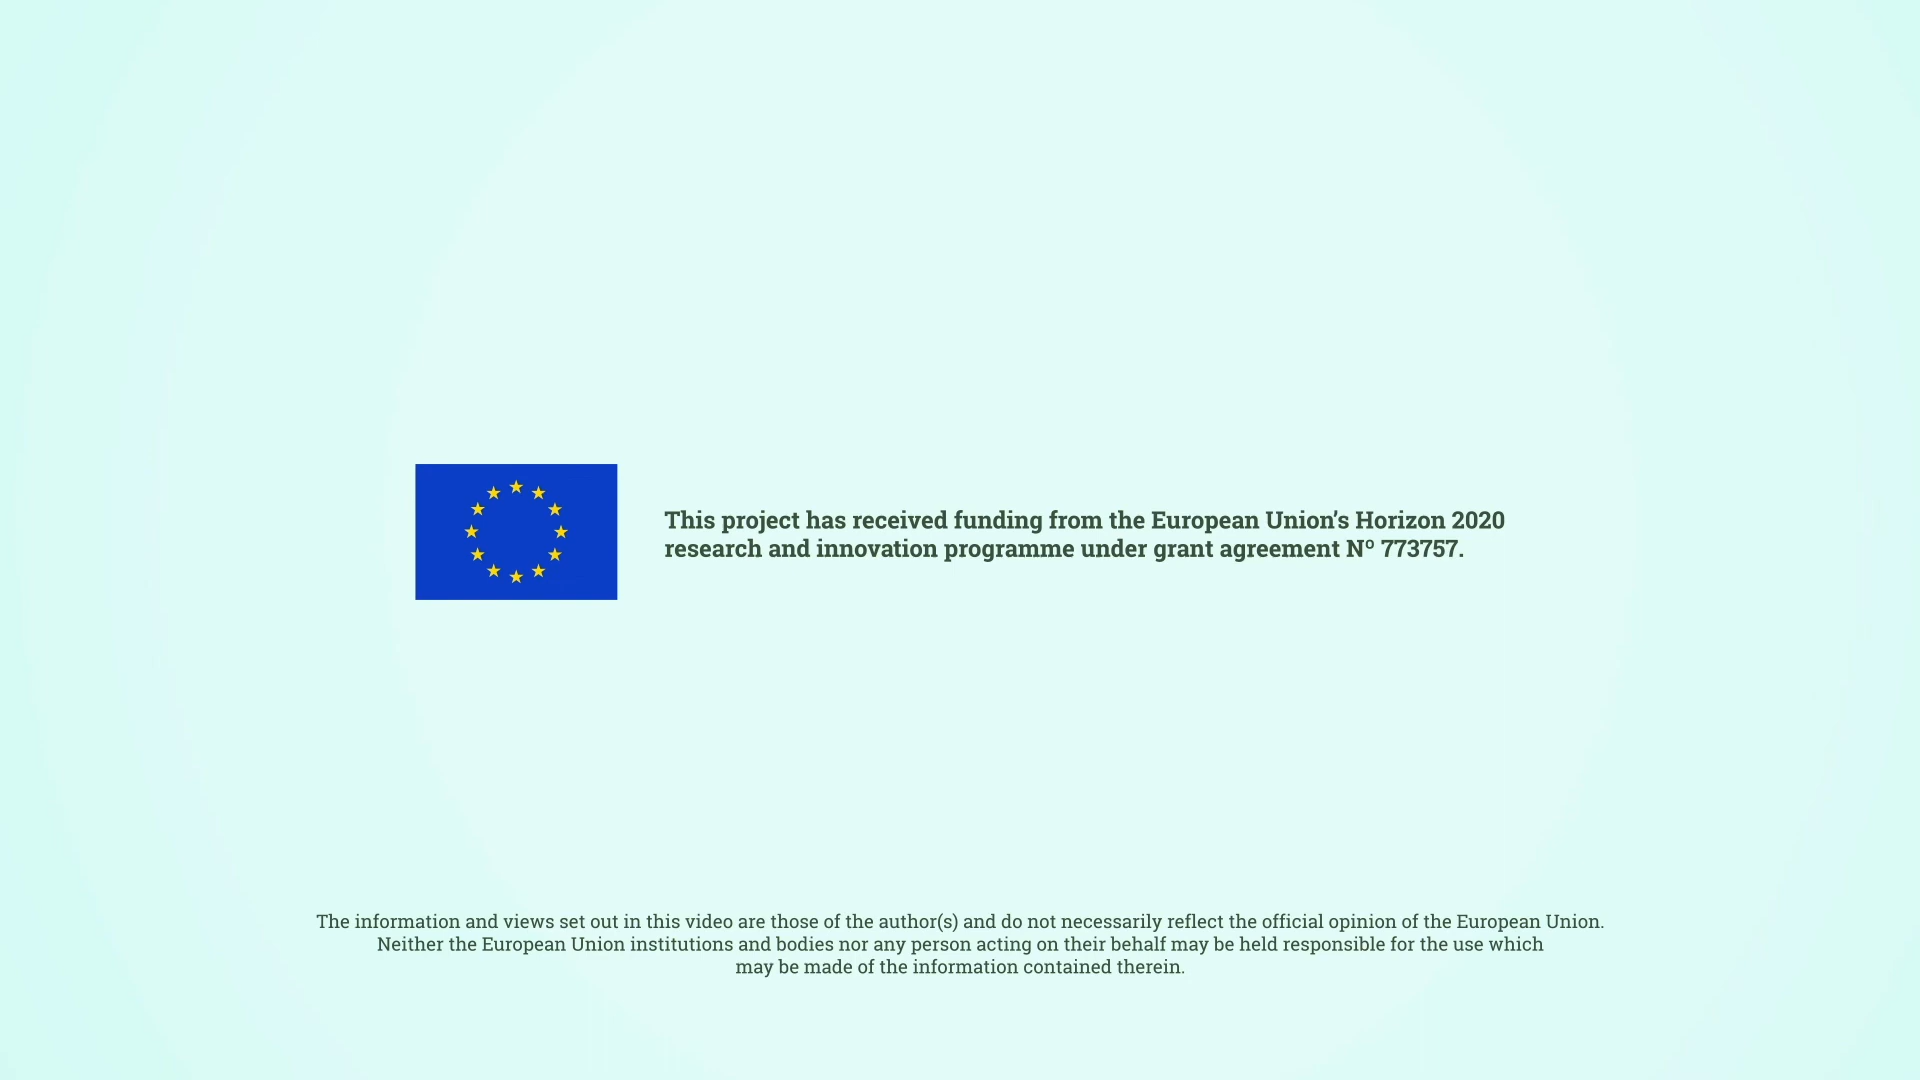 This project has received funding from the European Union’s Horizon 2020
research and innovation programme under grant agreement Nº 773757.
The information and views set out in this video are those of the author(s) and do not necessarily reflect the official opinion of the European Union.
Neither the European Union institutions and bodies nor any person acting on their behalf may be held responsible for the use which
may be made of the information contained therein.